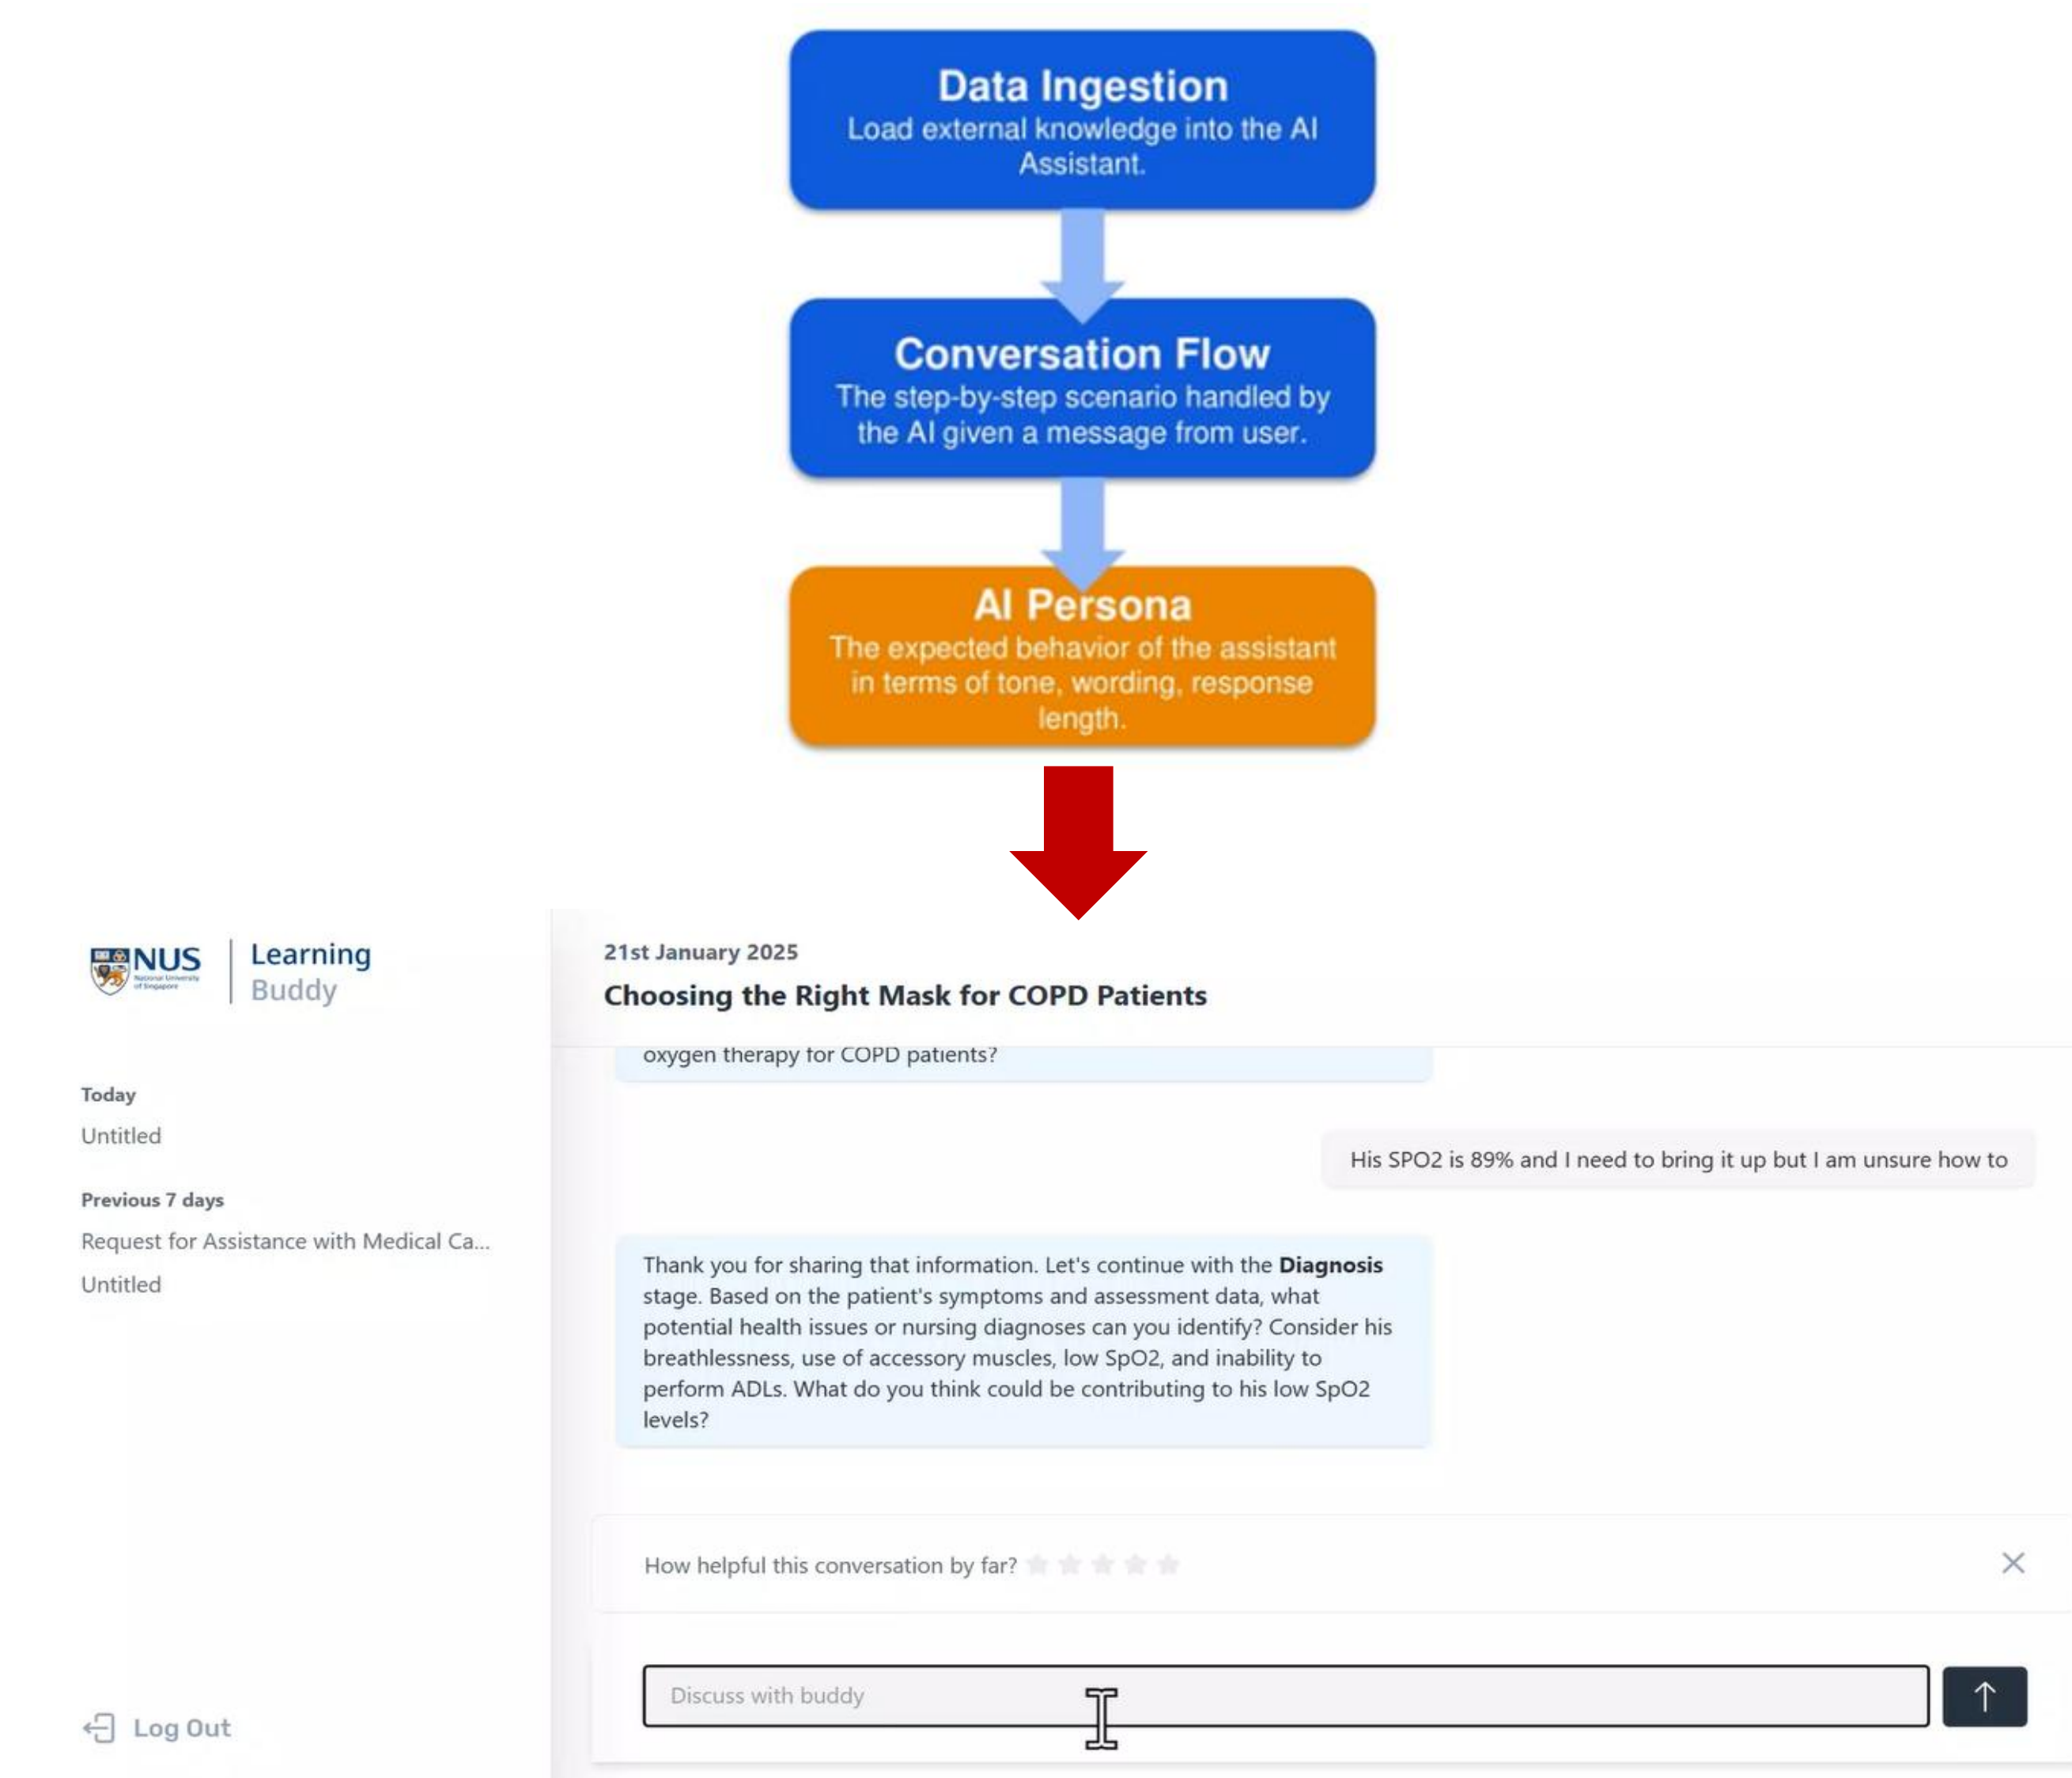 Data Ingestion
Load external knowledge into the AI
Assistant.
Conversation Flow
The step-by-step scenario handled by
the AI given a message from user.
AI Persona
The expected behavior of the assistant
in terms of tone, wording, response
length.
NUS
National University
of Singapore
Learning
Buddy
Today
Untitled
Previous 7 days
Request for Assistance with Medical Ca...
Untitled
Log Out
21st January 2025
Choosing the Right Mask for COPD Patients
oxygen therapy for COPD patients?
His SPO2 is 89% and I need to bring it up but I am unsure how to
Thank you for sharing that information. Let's continue with the Diagnosis
stage. Based on the patient's symptoms and assessment data, what
potential health issues or nursing diagnoses can you identify? Consider his
breathlessness, use of accessory muscles, low SpO2, and inability to
perform ADLs. What do you think could be contributing to his low SpO2
levels?
How helpful this conversation by far?
Discuss with buddy